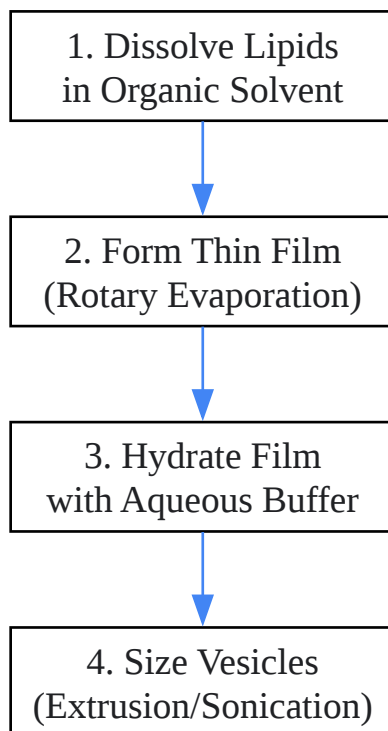 1. Dissolve Lipids
in Organic Solvent
2. Form Thin Film
(Rotary Evaporation)
3. Hydrate Film
with Aqueous Buffer
4. Size Vesicles
(Extrusion/Sonication)